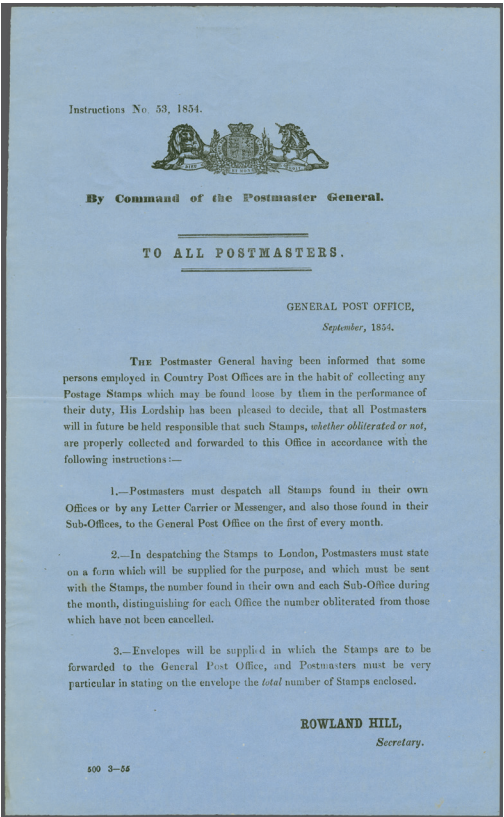 Instructions No. 53, 1854.
By Command of the Postmaster General.
TO ALL POSTMASTERS.
GENERAL POST OFFICE,
September, 1854.
THE Postmaster General having been informed that some
persons employed in Country Post Offices are in the habit of collecting any
Postage Stamps which may be found loose by them in the performance of
their duty, His Lordship has been pleased to decide, that all Postmasters
will in future be held responsible that such Stamps, whether obliterated or not,
are properly collected and forwarded to this Office in accordance with the
following instructions:—
1.—Postmasters must despatch all Stamps found in their own
Offices or by any Letter Carrier or Messenger, and also those found in their
Sub-Offices, to the General Post Office on the first of every month.
2.—In despatching the Stamps to London, Postmasters must state
on a form which will be supplied for the purpose, and which must be sent
with the Stamps, the number found in their own and each Sub-Office during
the month, distinguishing for each Office the number obliterated from those
which have not been cancelled.
3.—Envelopes will be supplied in which the Stamps are to be
forwarded to the General Post Office, and Postmasters must be very
particular in stating on the envelope the total number of Stamps enclosed.
ROWLAND HILL,
Secretary.
500 3—55